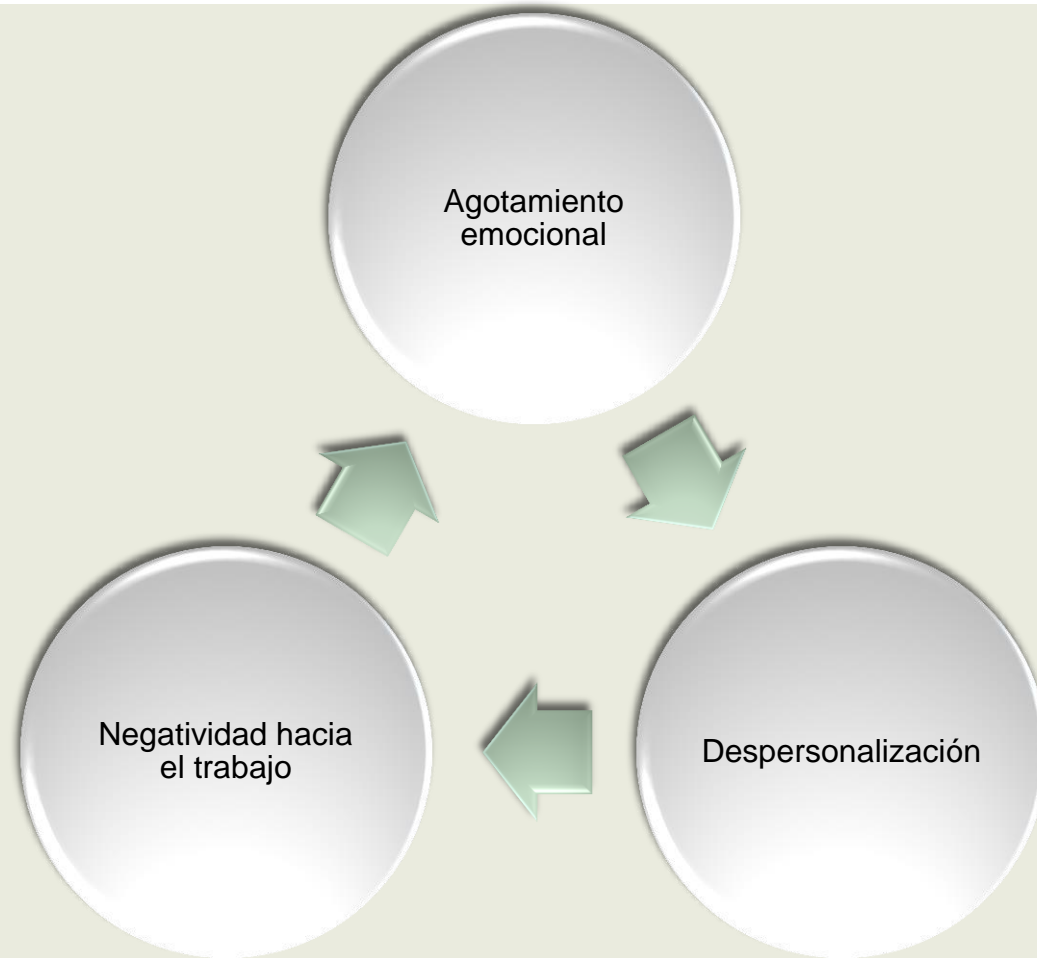 Agotamiento
emocional
Negatividad hacia
el trabajo
Despersonalización